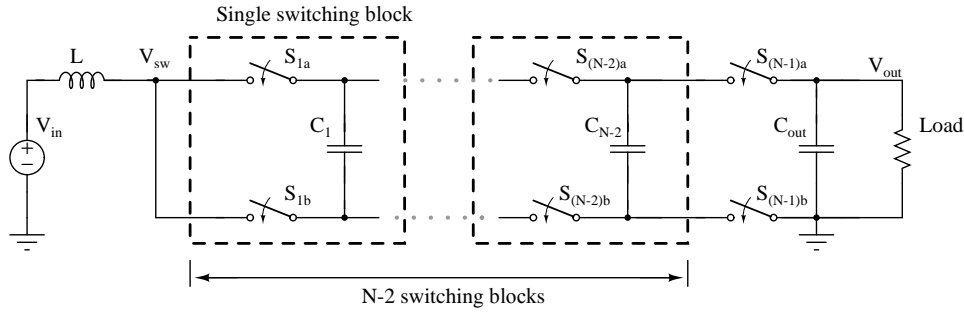 Single switching block
L
V_sw
S_1a
S_(N-2)a
S_(N-1)a
V_out
V_in
+
−
C_1
C_N-2
C_out
Load
S_1b
S_(N-2)b
S_(N-1)b
N-2 switching blocks